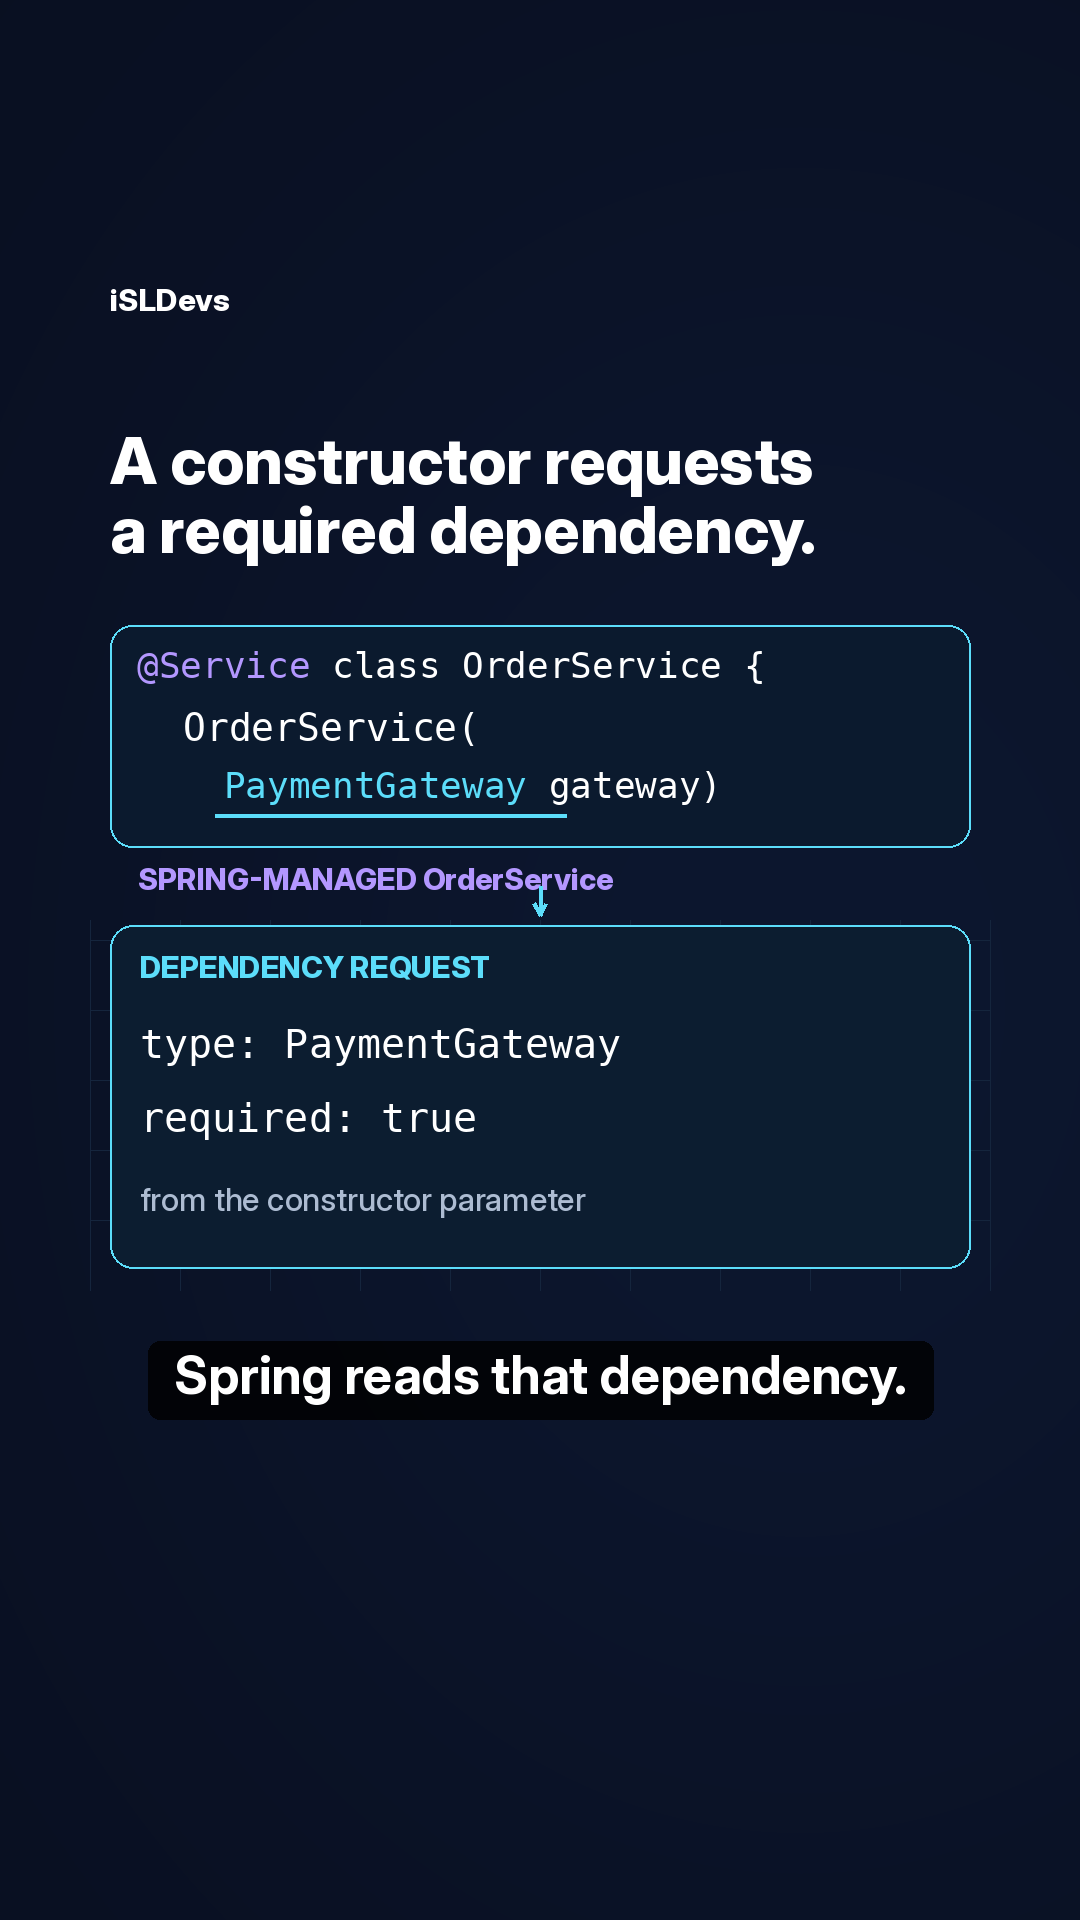 iSLDevs
A constructor requests
a required dependency.
@Service class OrderService {
OrderService(
PaymentGateway gateway)
SPRING-MANAGED OrderService
DEPENDENCY REQUEST
type: PaymentGateway
required: true
from the constructor parameter
Spring reads that dependency.